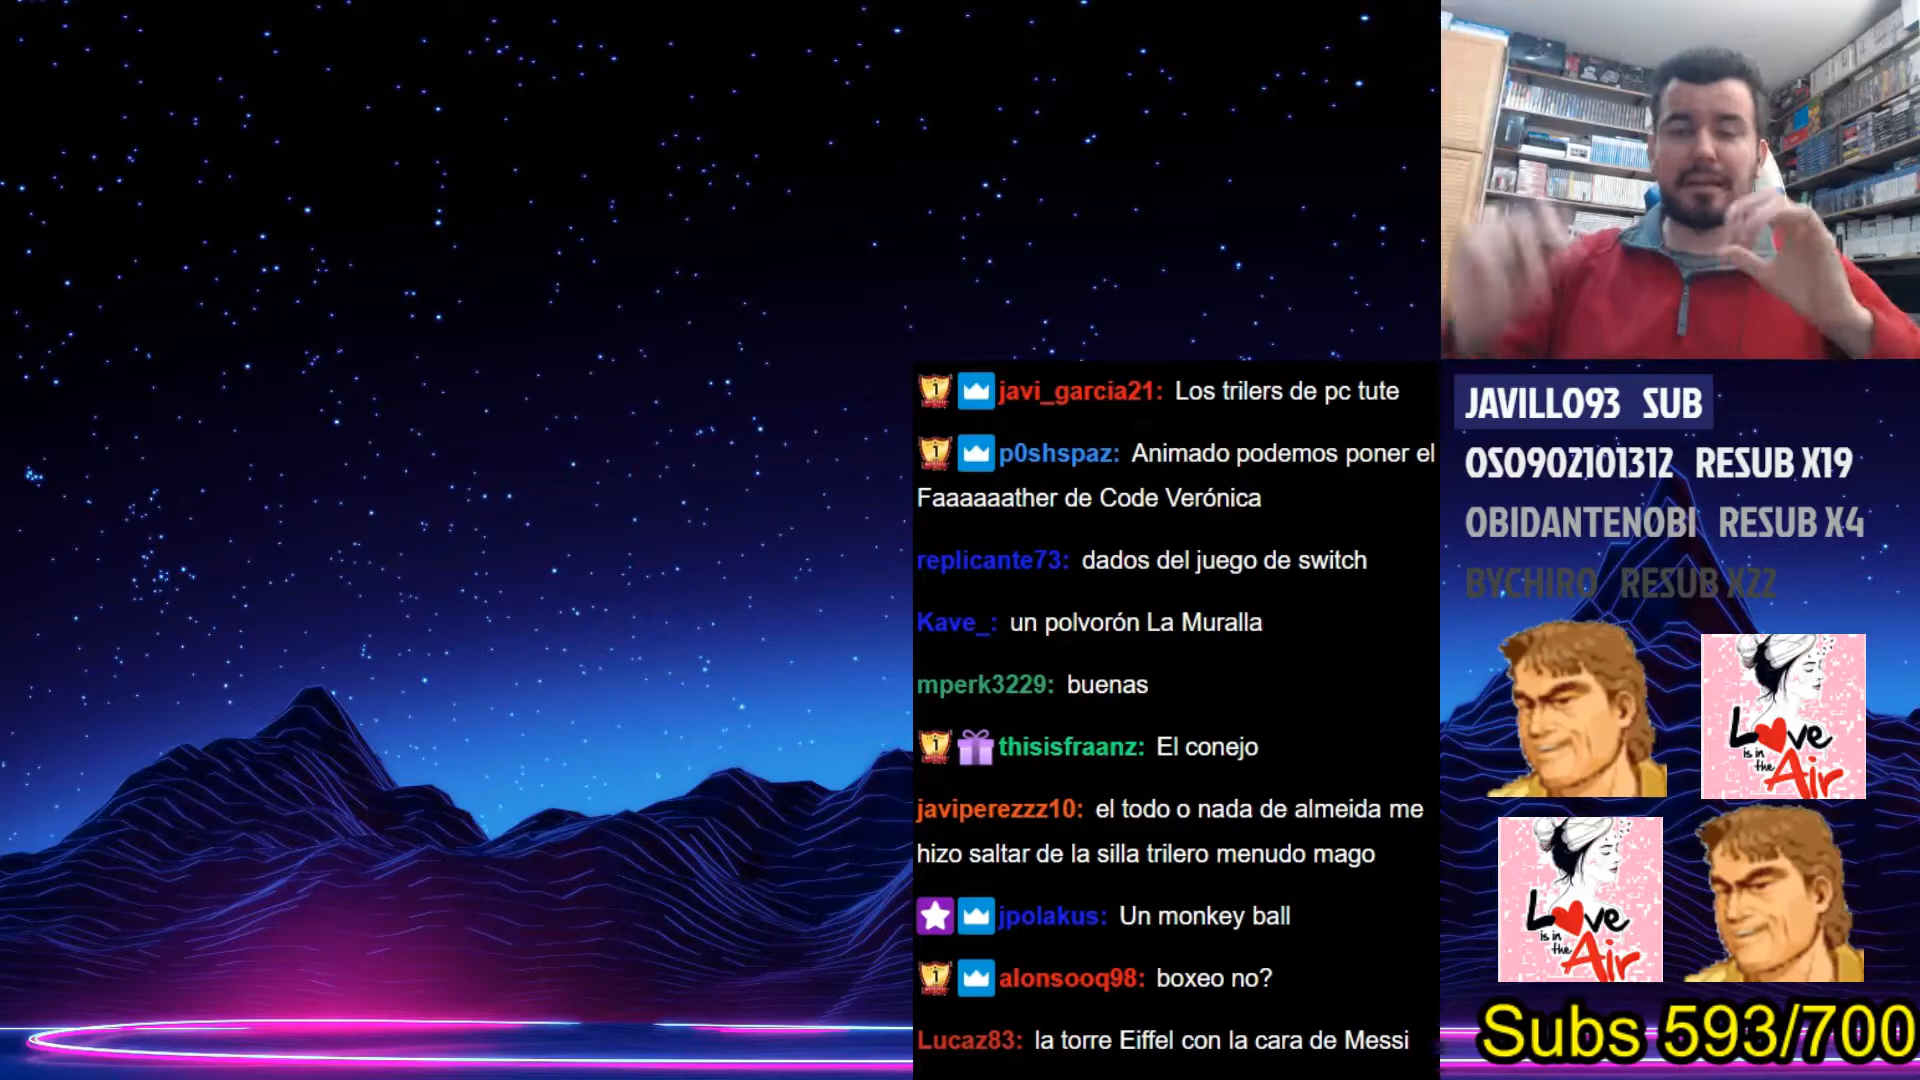 javi_garcia21: Los trilers de pc tute
p0shspaz: Animado podemos poner el
Faaaaaather de Code Verónica
replicante73: dados del juego de switch
Kave_: un polvorón La Muralla
mperk3229: buenas
thisisfraanz: El conejo
javiperezzz10: el todo o nada de almeida me
hizo saltar de la silla trilero menudo mago
jpolakus: Un monkey ball
alonsooq98: boxeo no?
Lucaz83: la torre Eiffel con la cara de Messi
JAVILLO93 SUB
OSO902101312 RESUB X19
OBIDANTENOBI RESUB X4
BYCHIRO RESUB X22
Love
is in
the
Air
Love
is in
the
Air
Subs 593/700